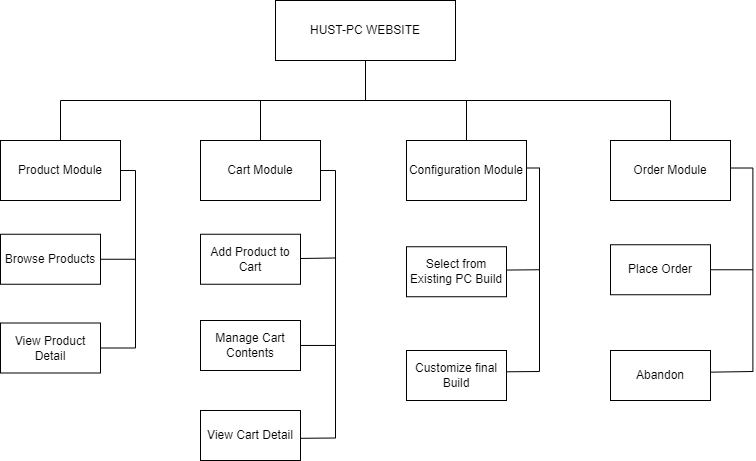 HUST-PC WEBSITE
Product Module
Cart Module
Configuration Module
Order Module
Browse Products
Add Product to
Cart
Select from
Existing PC Build
Place Order
View Product
Detail
Manage Cart
Contents
Customize final
Build
Abandon
View Cart Detail